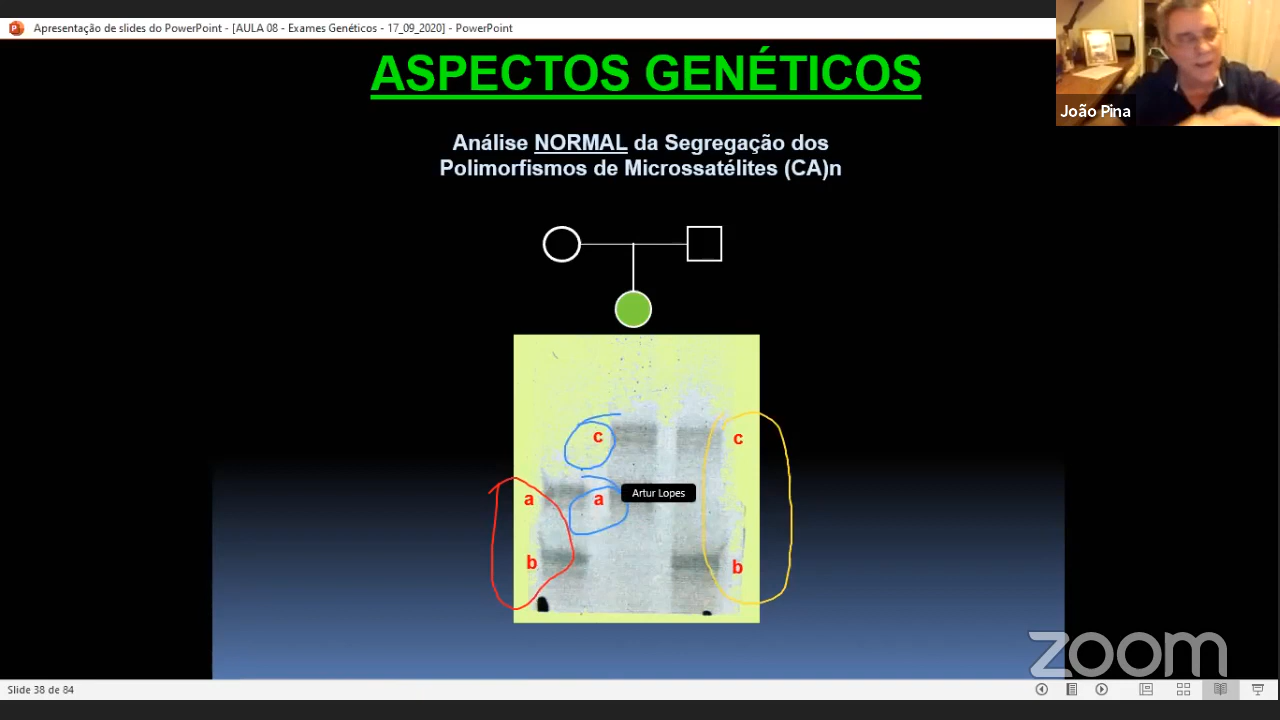 Apresentação de slides do PowerPoint - [AULA 08 - Exames Genéticos - 17_09_2020] - PowerPoint
João Pina
ASPECTOS GENÉTICOS
Análise NORMAL da Segregação dos
Polimorfismos de Microssatélites (CA)n
c c
a a Artur Lopes
b b
zoom
Slide 38 de 84